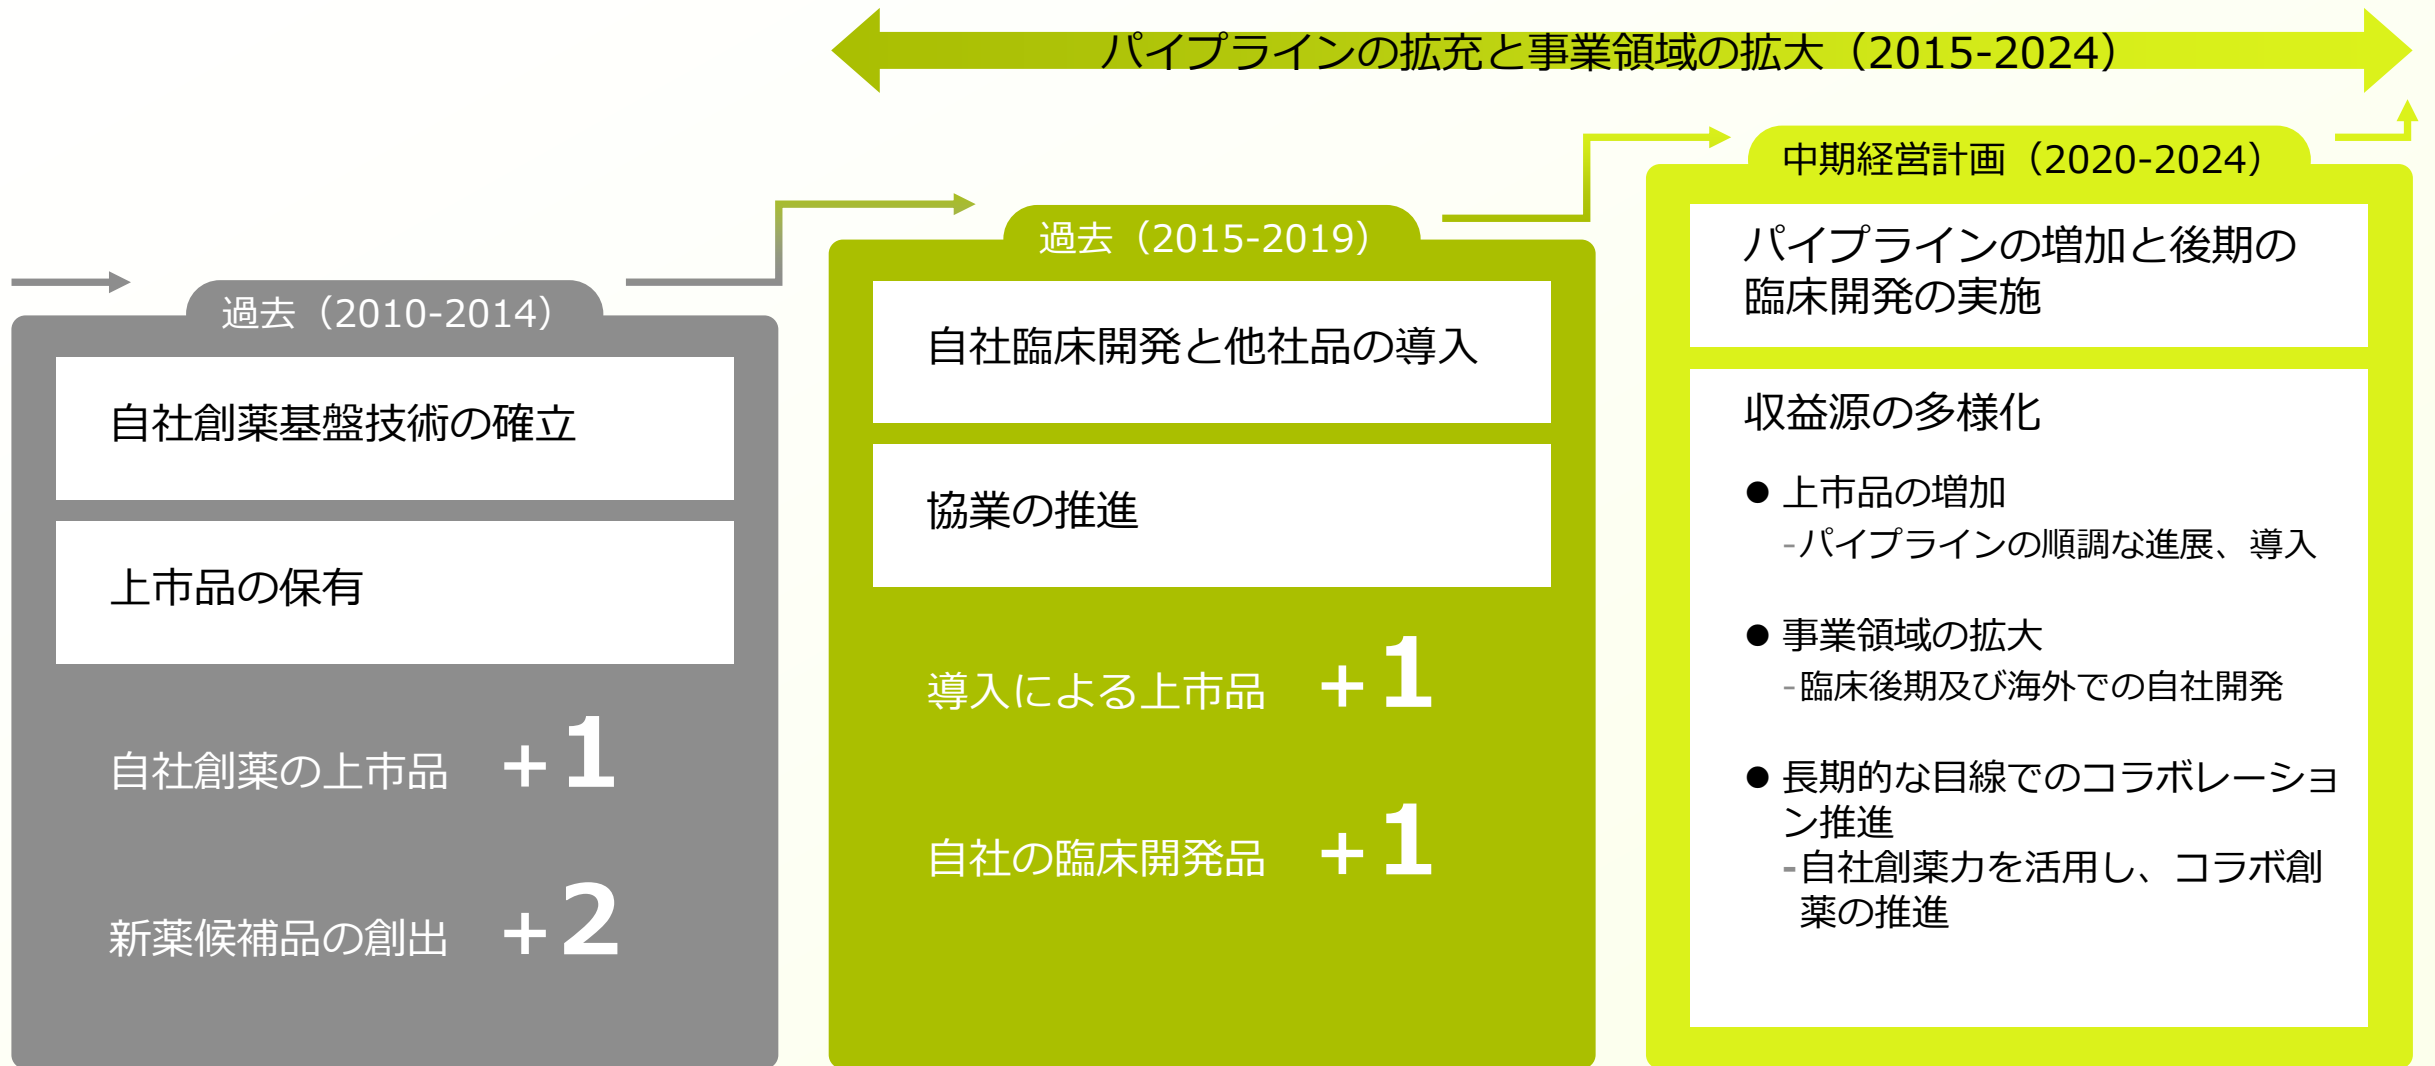 パイプラインの拡充と事業領域の拡大（2015-2024）
過去（2010-2014）
自社創薬基盤技術の確立
上市品の保有
自社創薬の上市品 +1
新薬候補品の創出 +2
過去（2015-2019）
自社臨床開発と他社品の導入
協業の推進
導入による上市品 +1
自社の臨床開発品 +1
中期経営計画（2020-2024）
パイプラインの増加と後期の
臨床開発の実施
収益源の多様化
● 上市品の増加
-パイプラインの順調な進展、導入
● 事業領域の拡大
-臨床後期及び海外での自社開発
● 長期的な目線でのコラボレーショ
ン推進
-自社創薬力を活用し、コラボ創
薬の推進